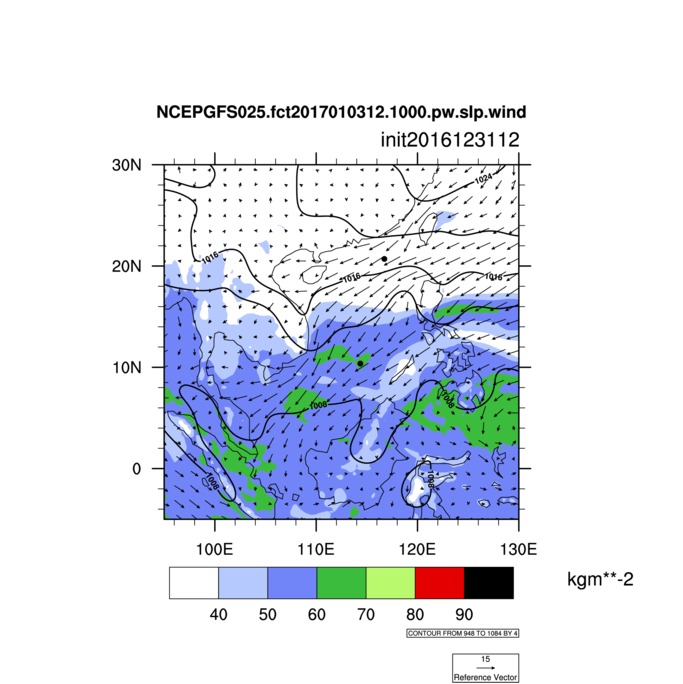 NCEPGFS025.fct2017010312.1000.pw.slp.wind
init2016123112
30N
20N
10N
0
1024
1016
1016
1016
1008
1008
1008
1008
100E 110E 120E 130E
kgm**-2
40 50 60 70 80 90
CONTOUR FROM 948 TO 1084 BY 4
15
Reference Vector